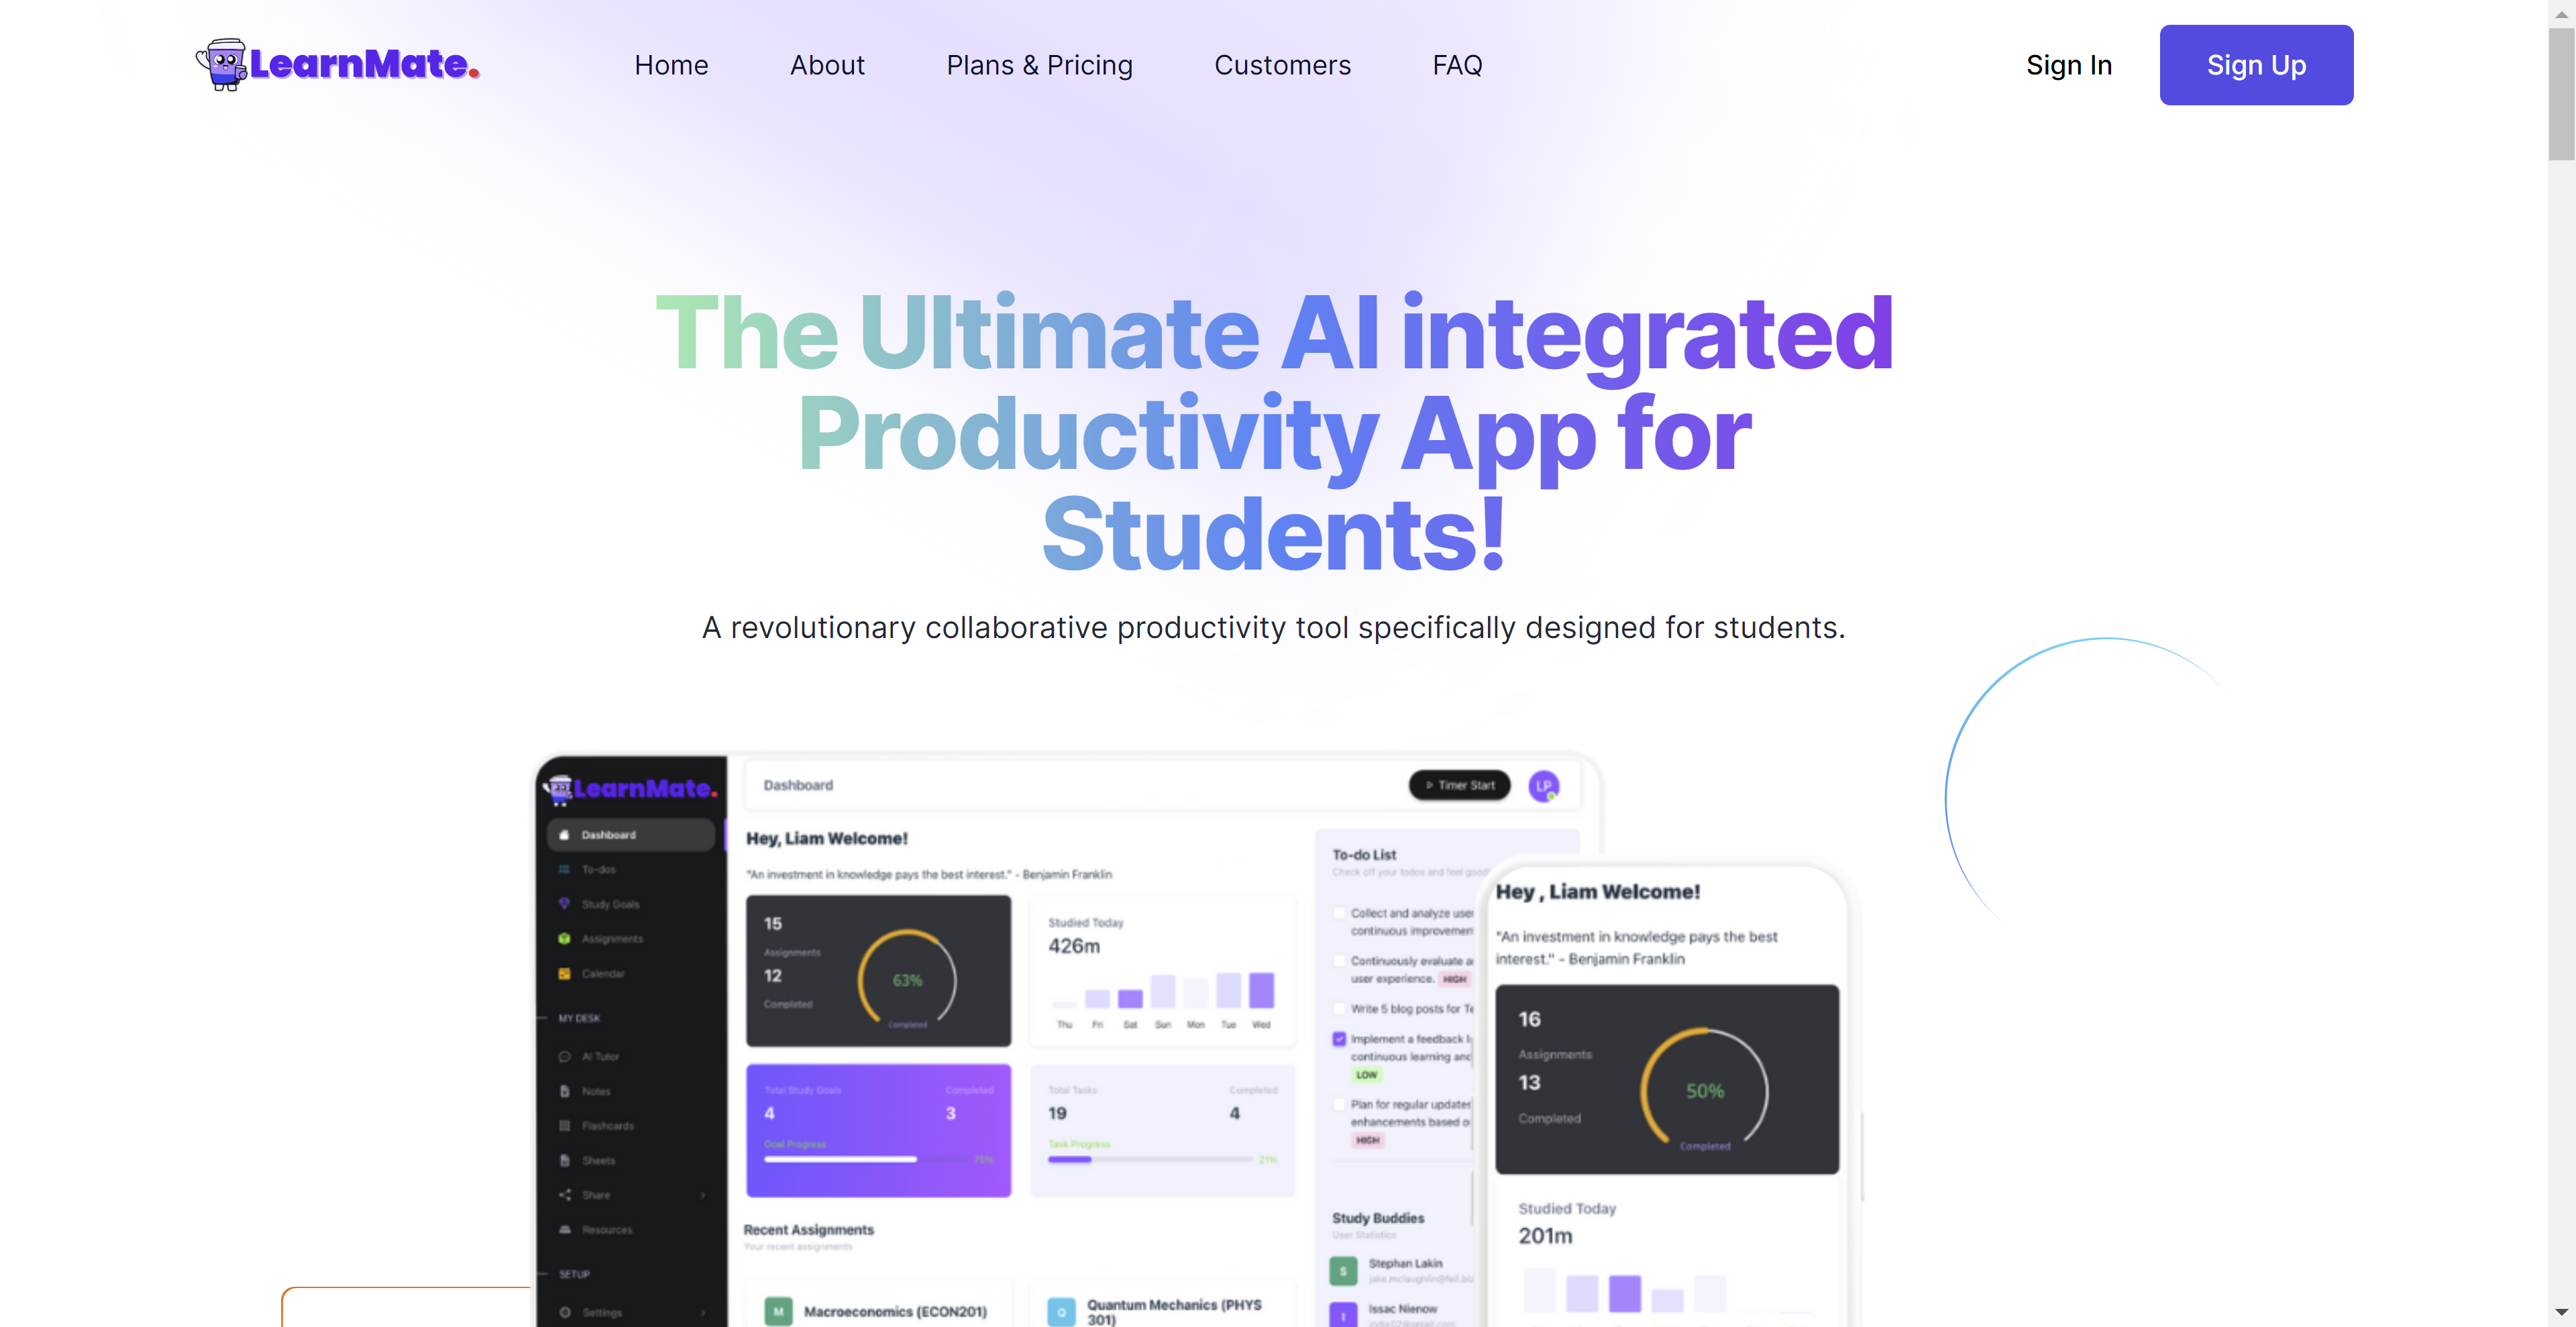 LearnMate.
Home
About
Plans & Pricing
Customers
FAQ
Sign In
Sign Up
The Ultimate AI integrated
Productivity App for
Students!
A revolutionary collaborative productivity tool specifically designed for students.
LearnMate.
Dashboard
To-dos
Study Goals
Assignments
Calendar
MY DESK
AI Tutor
Notes
Flashcards
Sheets
Share
Resources
SETUP
Settings
Dashboard
Timer Start
LP
Hey, Liam Welcome!
"An investment in knowledge pays the best interest." - Benjamin Franklin
15
Assignments
12
Completed
63%
Completed
Studied Today
426m
Thu Fri Sat Sun Mon Tue Wed
Total Study Goals
Completed
4
3
Goal Progress
75%
Total Tasks
Completed
19
4
Task Progress
21%
Recent Assignments
Your recent assignments
M
Macroeconomics (ECON201)
Q
Quantum Mechanics (PHYS
301)
To-do List
Check off your todos and feel good
Collect and analyze user
continuous
Continuously evaluate
user experience. HIGH
Write 5 blog posts for
Implement a feedback
continuous learning and
LOW
Plan for regular updates
enhancements based
HIGH
Study Buddies
User Statistics
S
Stephan Lakin
I
Issac Nienow
Hey , Liam Welcome!
"An investment in knowledge pays the best
interest." - Benjamin Franklin
16
Assignments
13
Completed
50%
Completed
Studied Today
201m